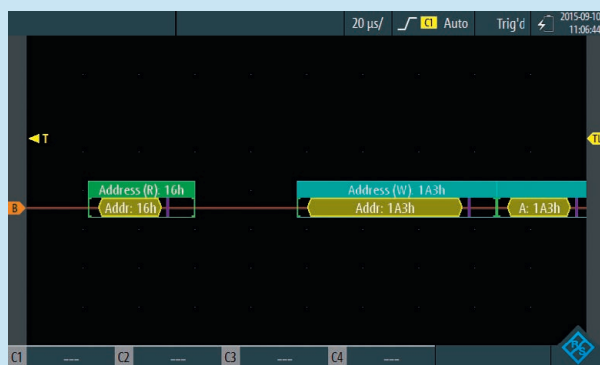 20 µs/ C1 Auto Trig'd 2015-09-10
11:06:44
T
TL
Address (R): 16h Address (W): 1A3h
B Addr: 16h Addr: 1A3h A: 1A3h
C1 --- C2 --- C3 --- C4 ---
R&S